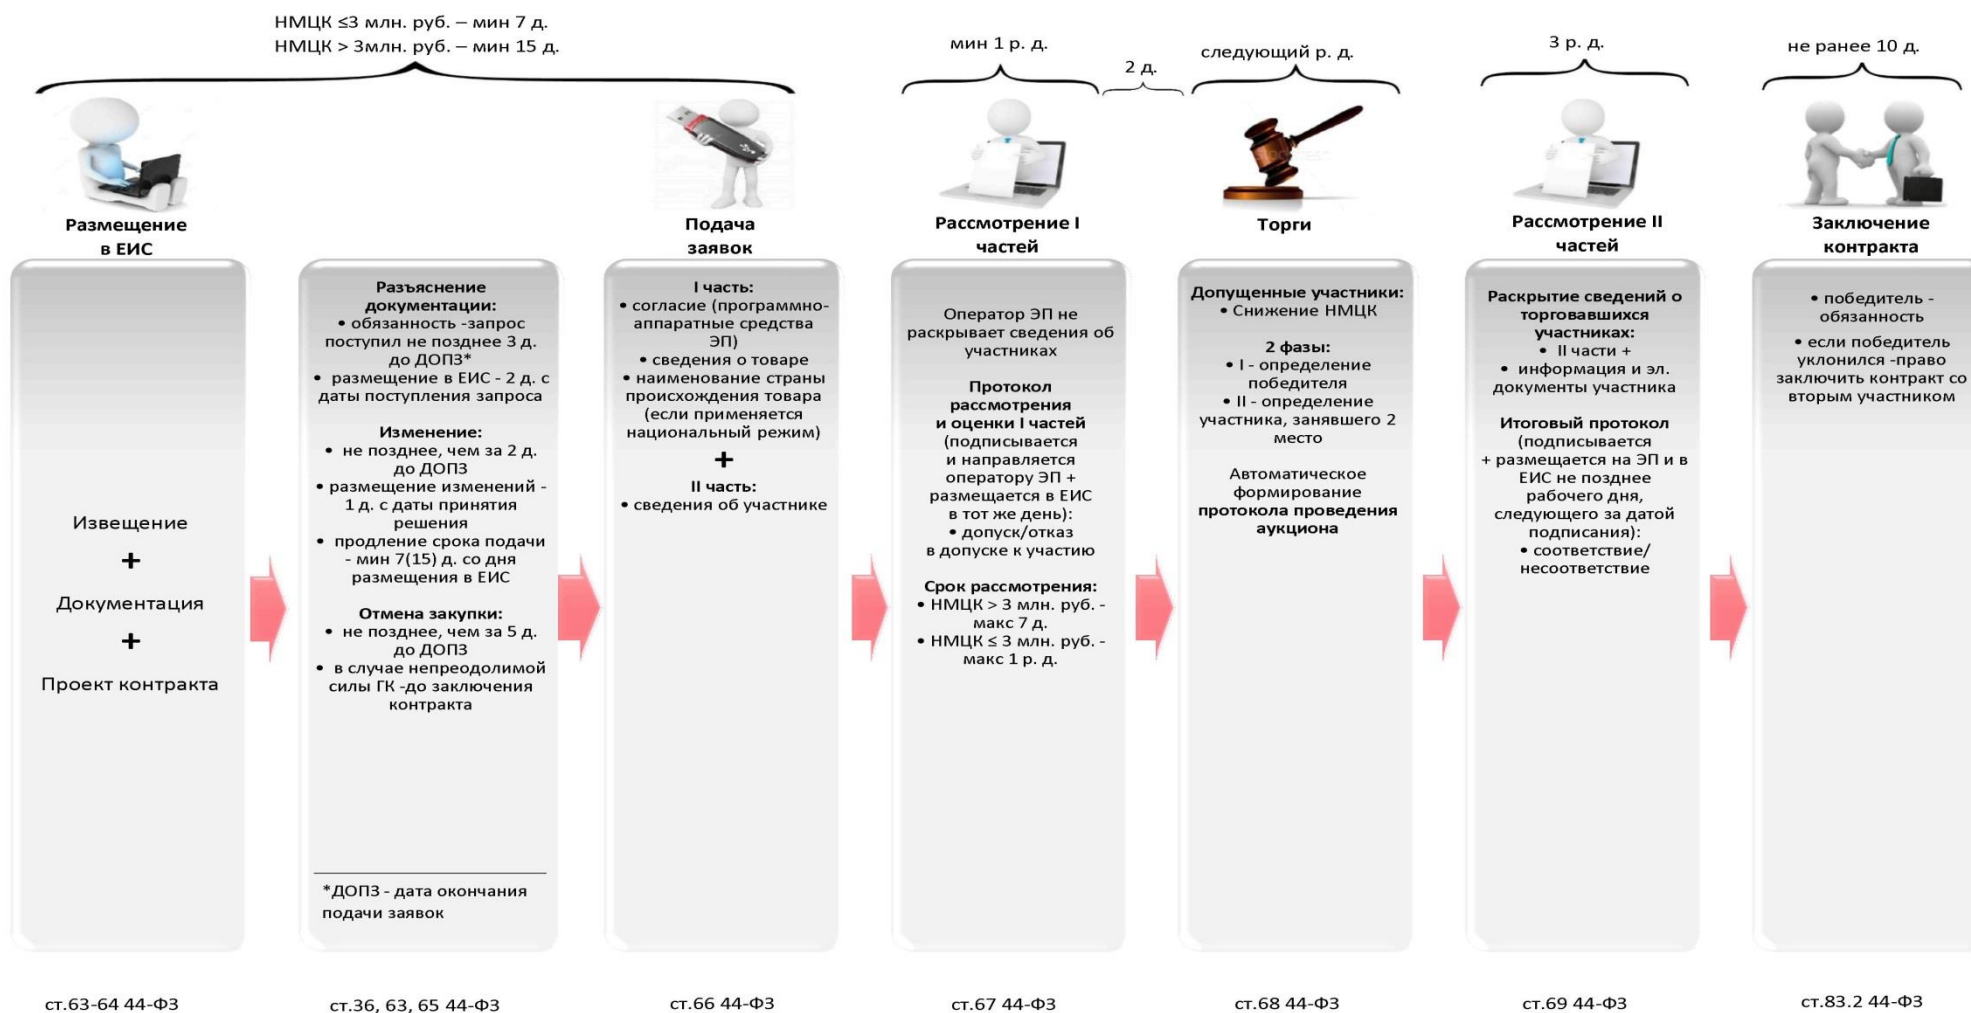 НМЦК ≤3 млн. руб. – мин 7 д.
НМЦК > 3млн. руб. – мин 15 д.
мин 1 р. д.
2 д.
следующий р. д.
3 р. д.
не ранее 10 д.
Размещение
в ЕИС
Подача
заявок
Рассмотрение I
частей
Торги
Рассмотрение II
частей
Заключение
контракта
Извещение
+
Документация
+
Проект контракта
Разъяснение
документации:
• обязанность -запрос
поступил не позднее 3 д.
до ДОПЗ*
• размещение в ЕИС - 2 д. с
даты поступления запроса
Изменение:
• не позднее, чем за 2 д.
до ДОПЗ
• размещение изменений -
1 д. с даты принятия
решения
• продление срока подачи
- мин 7(15) д. со дня
размещения в ЕИС
Отмена закупки:
• не позднее, чем за 5 д.
до ДОПЗ
• в случае непреодолимой
силы ГК -до заключения
контракта
*ДОПЗ - дата окончания
подачи заявок
I часть:
• согласие (программно-
аппаратные средства
ЭП)
• сведения о товаре
• наименование страны
происхождения товара
(если применяется
национальный режим)
+
II часть:
• сведения об участнике
Оператор ЭП не
раскрывает сведения об
участниках
Протокол
рассмотрения
и оценки I частей
(подписывается
и направляется
оператору ЭП +
размещается в ЕИС
в тот же день):
• допуск/отказ
в допуске к участию
Срок рассмотрения:
• НМЦК > 3 млн. руб. -
макс 7 д.
• НМЦК ≤ 3 млн. руб. -
макс 1 р. д.
Допущенные участники:
• Снижение НМЦК
2 фазы:
• I - определение
победителя
• II - определение
участника, занявшего 2
место
Автоматическое
формирование
протокола проведения
аукциона
Раскрытие сведений о
торговавшихся
участниках:
• II части +
• информация и эл.
документы участника
Итоговый протокол
(подписывается
+ размещается на ЭП и в
ЕИС не позднее
рабочего дня,
следующего за датой
подписания):
• соответствие/
несоответствие
• победитель -
обязанность
• если победитель
уклонился -право
заключить контракт со
вторым участником
ст.63-64 44-ФЗ
ст.36, 63, 65 44-ФЗ
ст.66 44-ФЗ
ст.67 44-ФЗ
ст.68 44-ФЗ
ст.69 44-ФЗ
ст.83.2 44-ФЗ